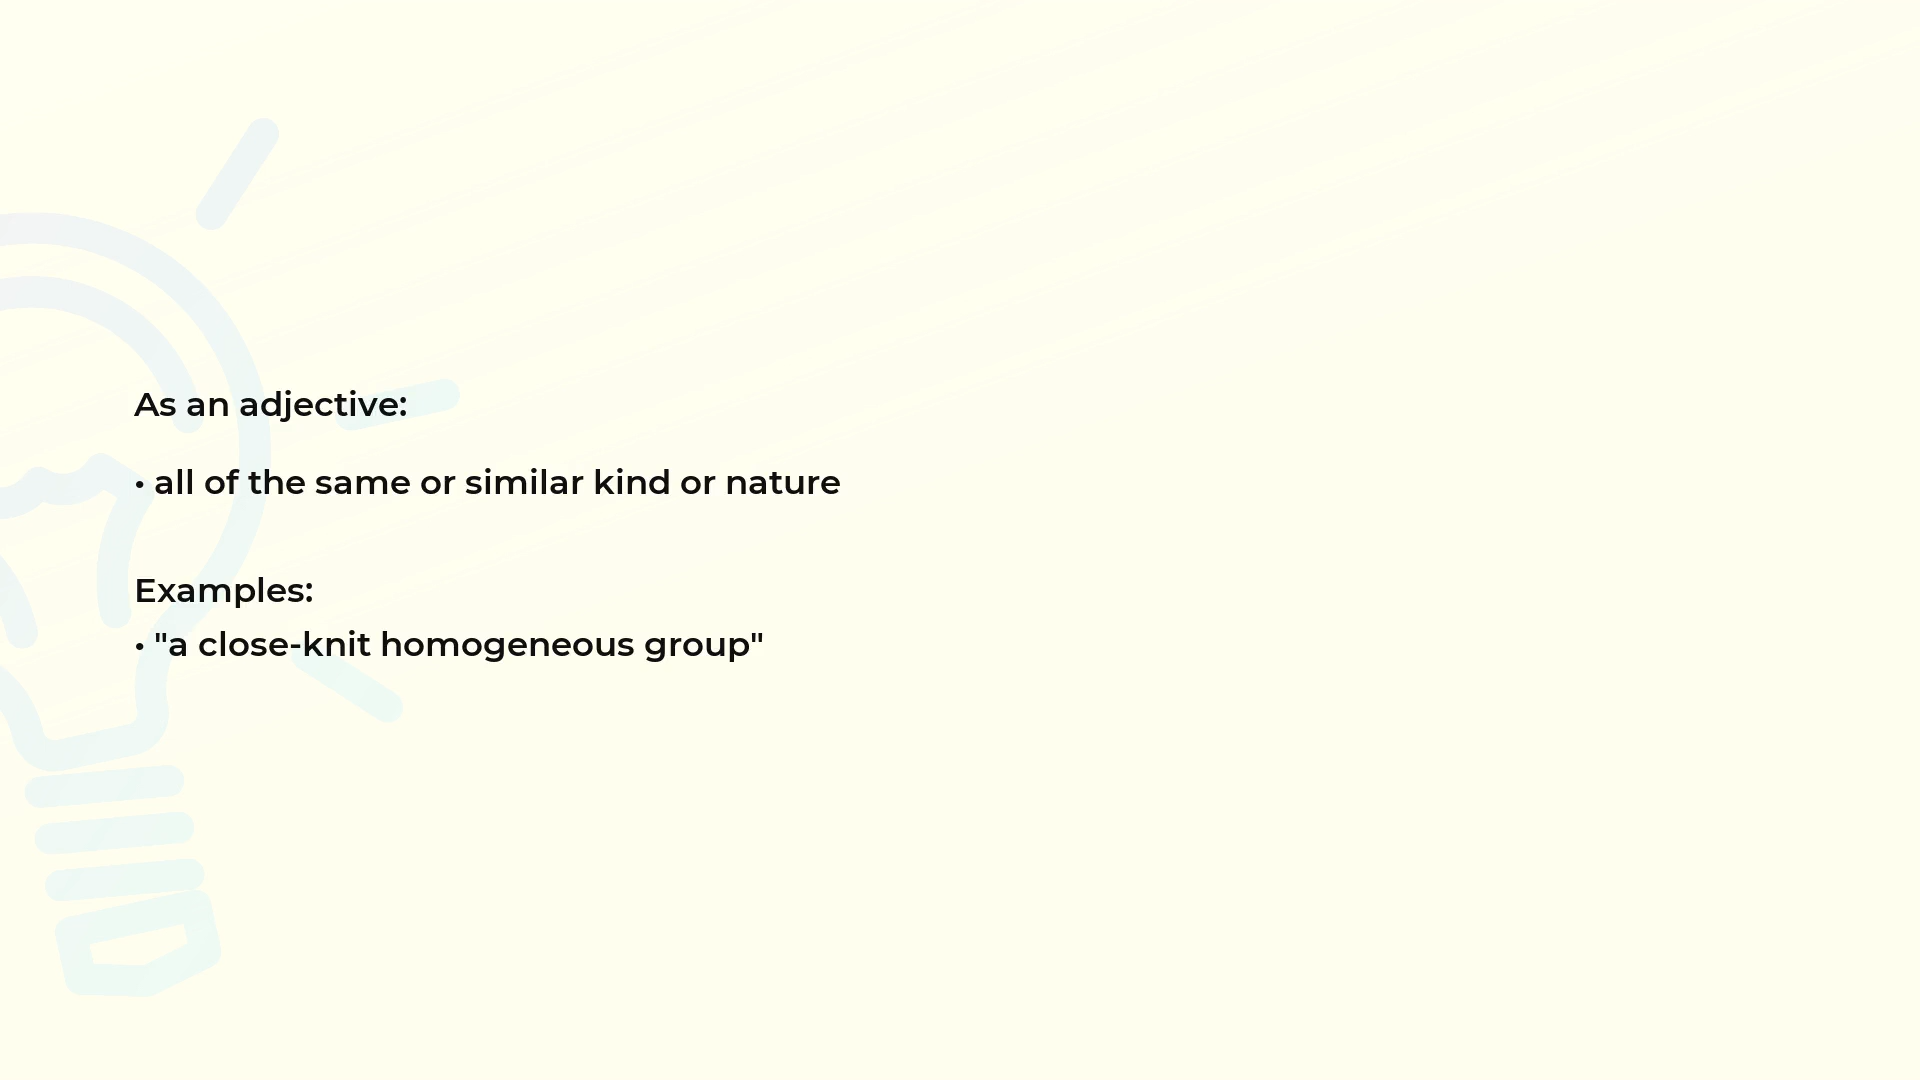 As an adjective:
• all of the same or similar kind or nature
Examples:
• "a close-knit homogeneous group"